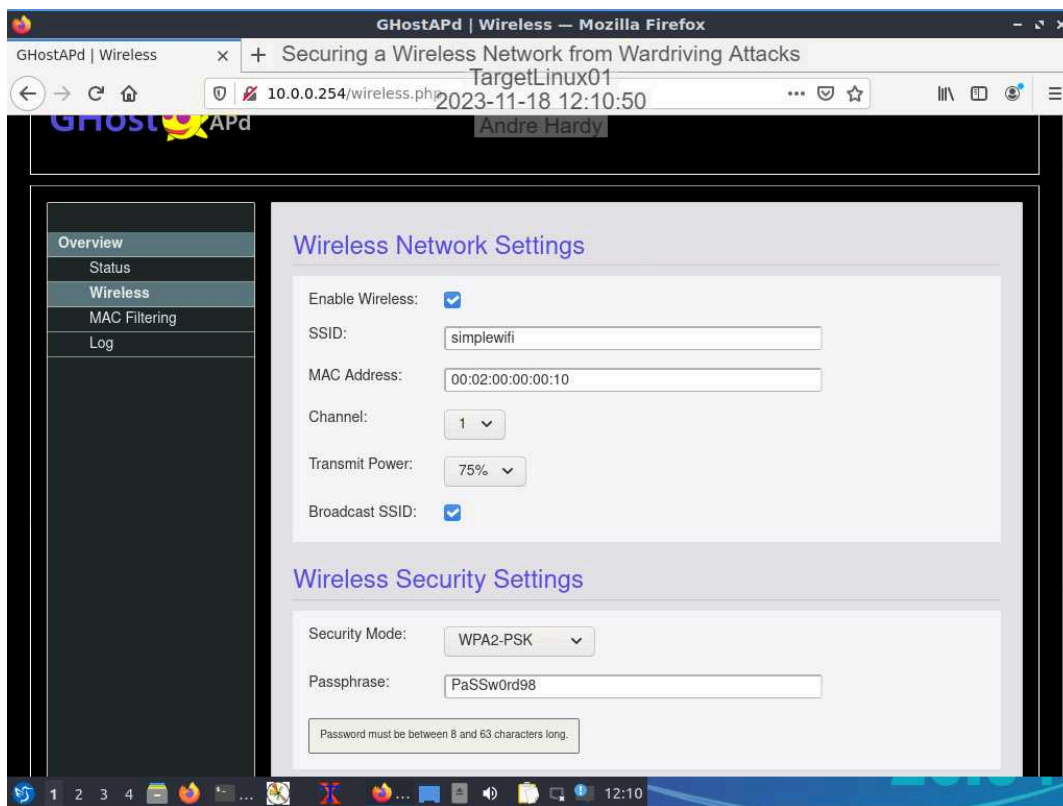 GHostAPd | Wireless — Mozilla Firefox
GHostAPd | Wireless
Securing a Wireless Network from Wardriving Attacks
TargetLinux01
10.0.0.254/wireless.php
2023-11-18 12:10:50
GHost APd
Andre Hardy
Overview
Status
Wireless
MAC Filtering
Log
Wireless Network Settings
Enable Wireless:
SSID: simplewifi
MAC Address: 00:02:00:00:00:10
Channel: 1
Transmit Power: 75%
Broadcast SSID:
Wireless Security Settings
Security Mode: WPA2-PSK
Passphrase: PaSSw0rd98
Password must be between 8 and 63 characters long.
1 2 3 4 ... ... 12:10